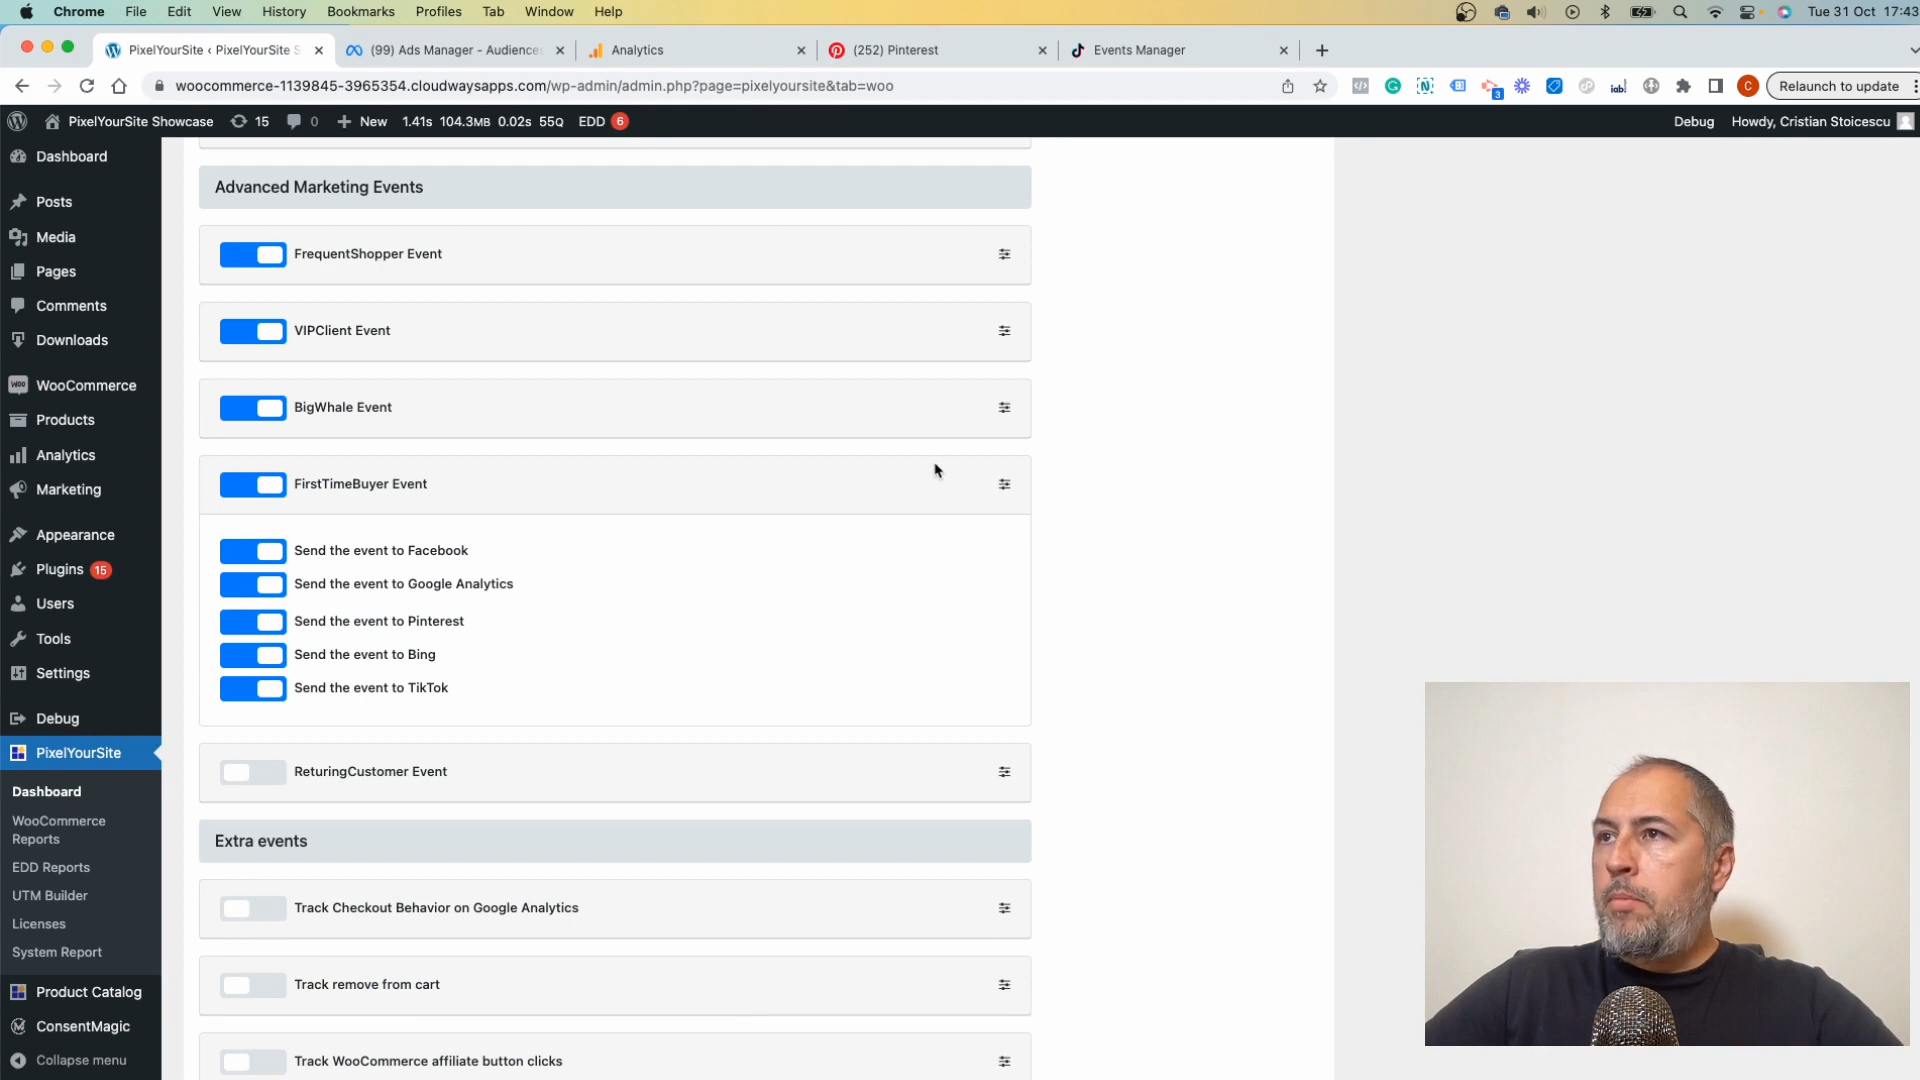 Chrome File Edit View History Bookmarks Profiles Tab Window Help Tue 31 Oct 17:43
PixelYourSite ‹ PixelYourSite S (99) Ads Manager - Audiences Analytics (252) Pinterest Events Manager
woocommerce-1139845-3965354.cloudwaysapps.com/wp-admin/admin.php?page=pixelyoursite&tab=woo iab! 3 C Relaunch to update
PixelYourSite Showcase 15 0 New 1.41s 104.3MB 0.02s 55Q EDD 6 Debug Howdy, Cristian Stoicescu
Dashboard
Posts
Media
Pages
Comments
Downloads
WooCommerce
Products
Analytics
Marketing
Appearance
Plugins 15
Users
Tools
Settings
Debug
PixelYourSite
Dashboard
WooCommerce
Reports
EDD Reports
UTM Builder
Licenses
System Report
Product Catalog
ConsentMagic
Collapse menu
Advanced Marketing Events
FrequentShopper Event
VIPClient Event
BigWhale Event
FirstTimeBuyer Event
Send the event to Facebook
Send the event to Google Analytics
Send the event to Pinterest
Send the event to Bing
Send the event to TikTok
ReturingCustomer Event
Extra events
Track Checkout Behavior on Google Analytics
Track remove from cart
Track WooCommerce affiliate button clicks